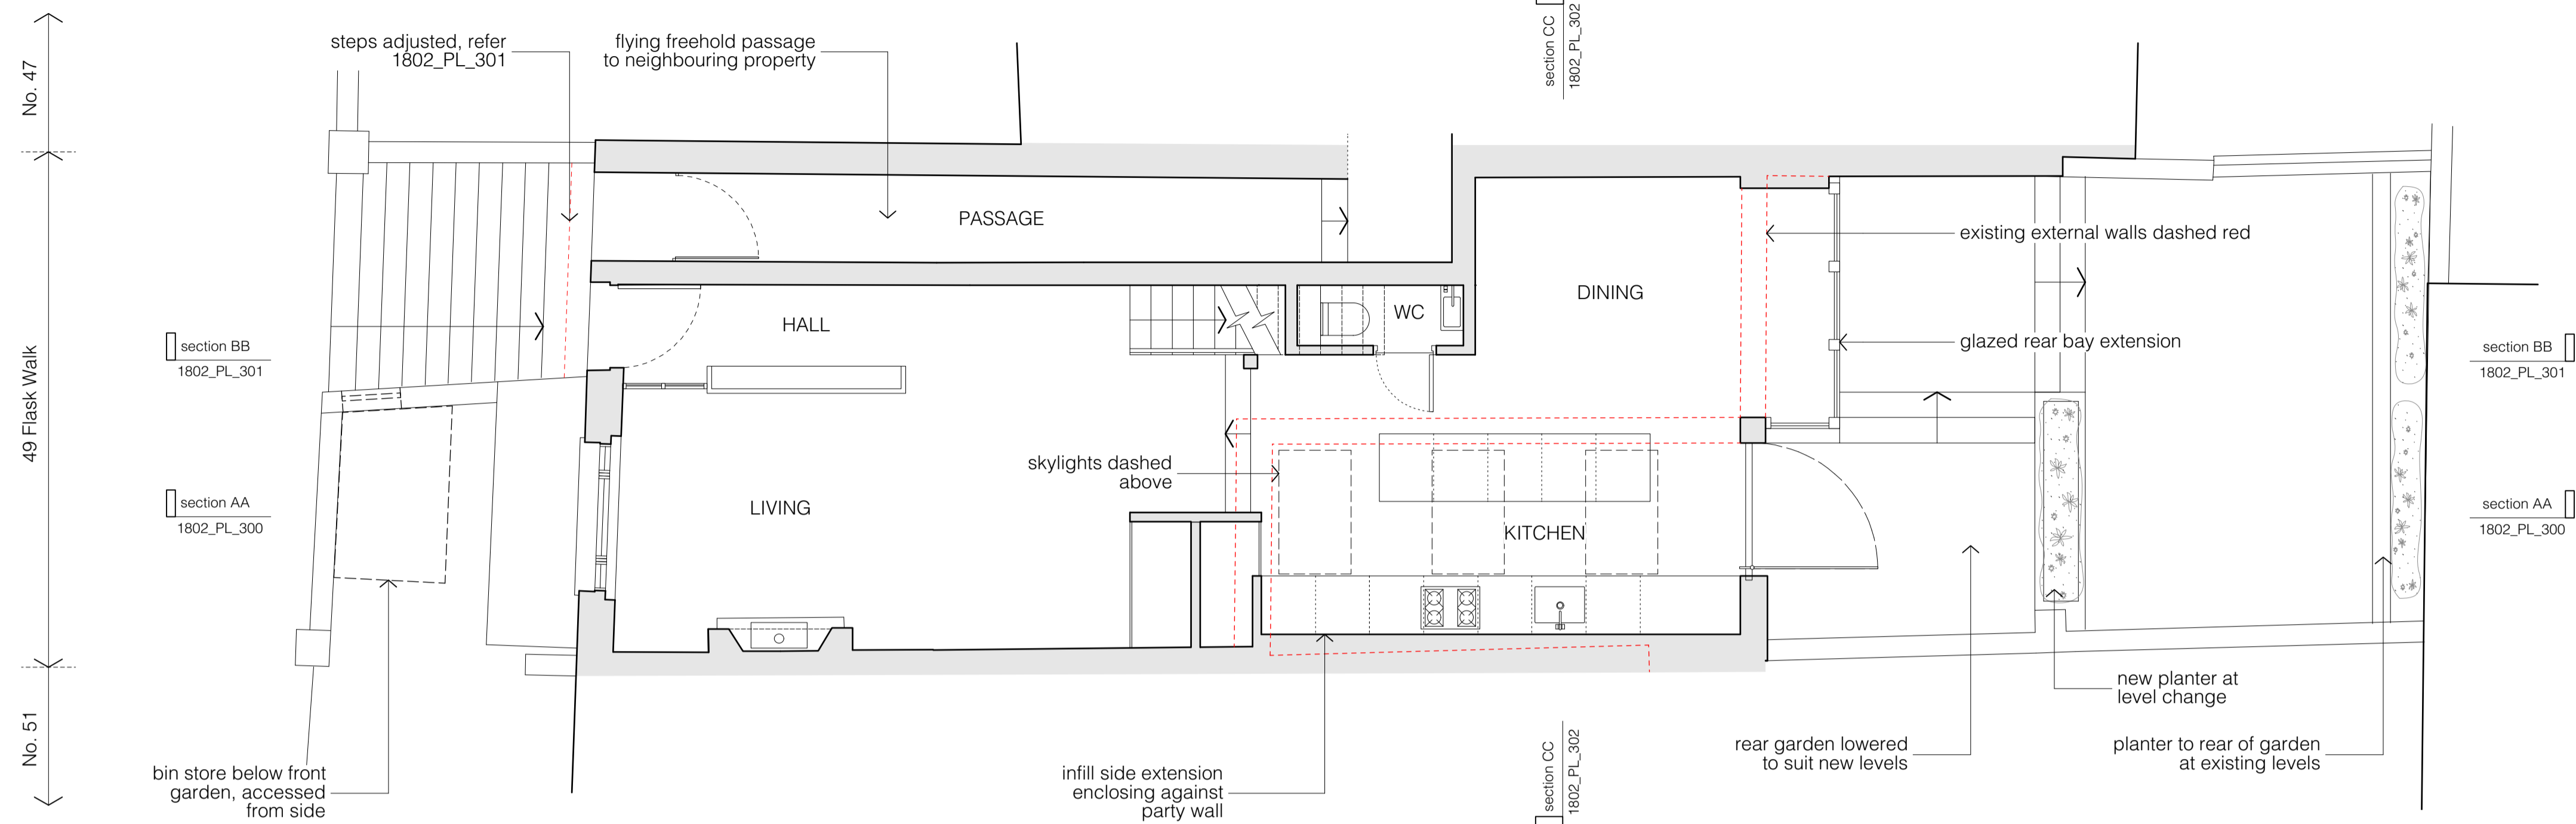 section CC
1802_PL_302
No. 47
steps adjusted, refer
1802_PL_301
flying freehold passage
to neighbouring property
PASSAGE
existing external walls dashed red
DINING
WC
HALL
glazed rear bay extension
section BB
1802_PL_301
section BB
1802_PL_301
49 Flask Walk
skylights dashed
above
LIVING
KITCHEN
section AA
1802_PL_300
section AA
1802_PL_300
new planter at
level change
No. 51
bin store below front
garden, accessed
from side
infill side extension
enclosing against
party wall
section CC
1802_PL_302
rear garden lowered
to suit new levels
planter to rear of garden
at existing levels